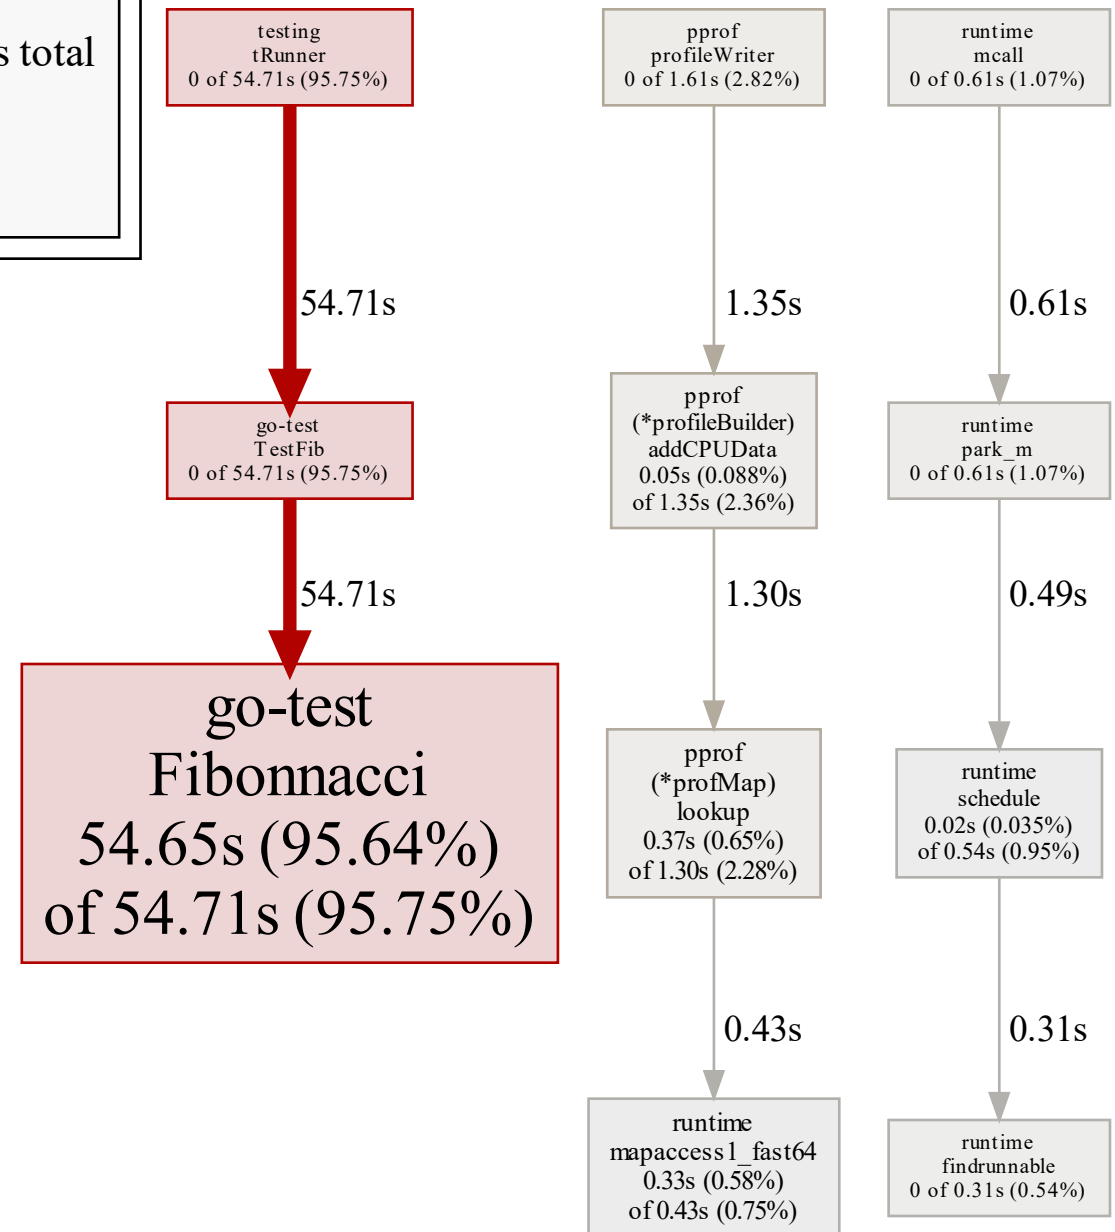 s total
testing
tRunner
0 of 54.71s (95.75%)
54.71s
go-test
TestFib
0 of 54.71s (95.75%)
54.71s
go-test
Fibonnacci
54.65s (95.64%)
of 54.71s (95.75%)
pprof
profileWriter
0 of 1.61s (2.82%)
1.35s
pprof
(*profileBuilder)
addCPUData
0.05s (0.088%)
of 1.35s (2.36%)
1.30s
pprof
(*profMap)
lookup
0.37s (0.65%)
of 1.30s (2.28%)
0.43s
runtime
mapaccess1_fast64
0.33s (0.58%)
of 0.43s (0.75%)
runtime
mcall
0 of 0.61s (1.07%)
0.61s
runtime
park_m
0 of 0.61s (1.07%)
0.49s
runtime
schedule
0.02s (0.035%)
of 0.54s (0.95%)
0.31s
runtime
findrunnable
0 of 0.31s (0.54%)